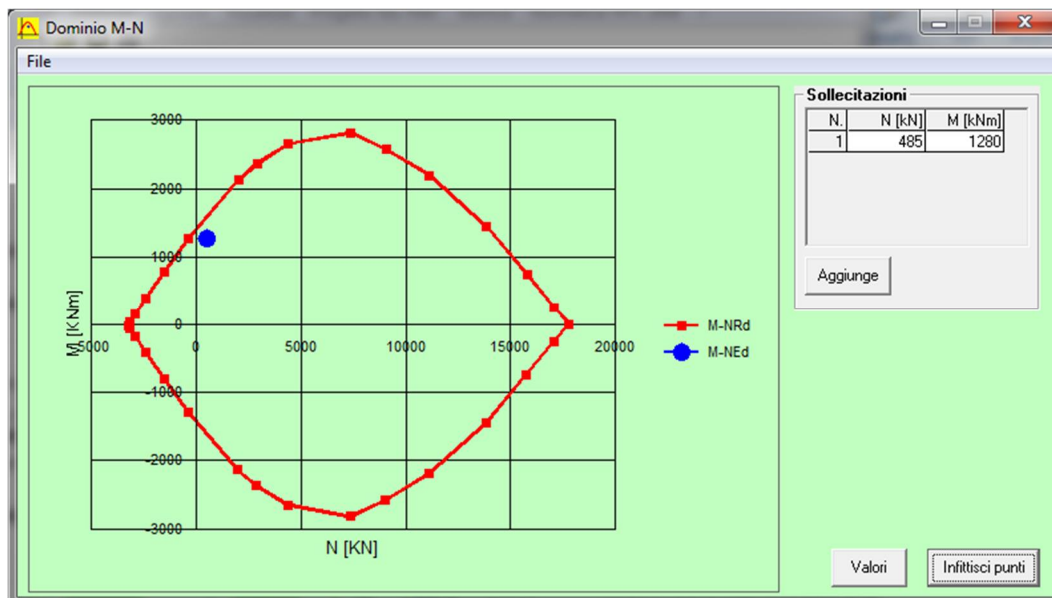 Dominio M-N
File
Sollecitazioni
N. N [kN] M [kNm]
1 485 1280
Aggiunge
3000
2000
1000
0
-1000
-2000
-3000
M [KNm]
-5000 0 5000 10000 15000 20000
N [KN]
M-NRd
M-NEd
Valori
Infittisci punti